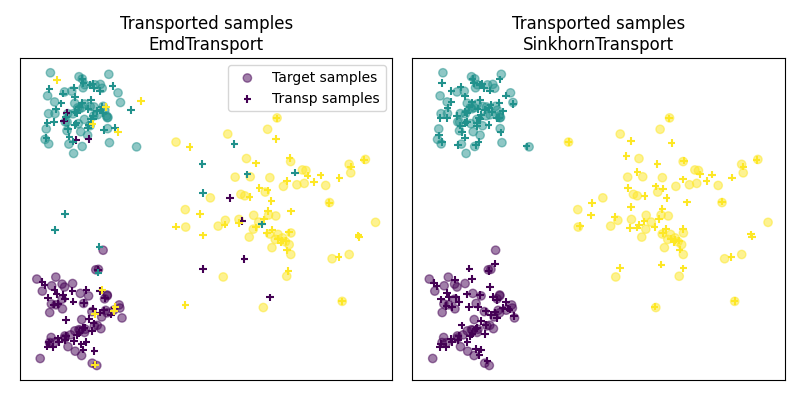 Transported samples
EmdTransport
Target samples
Transp samples
Transported samples
SinkhornTransport